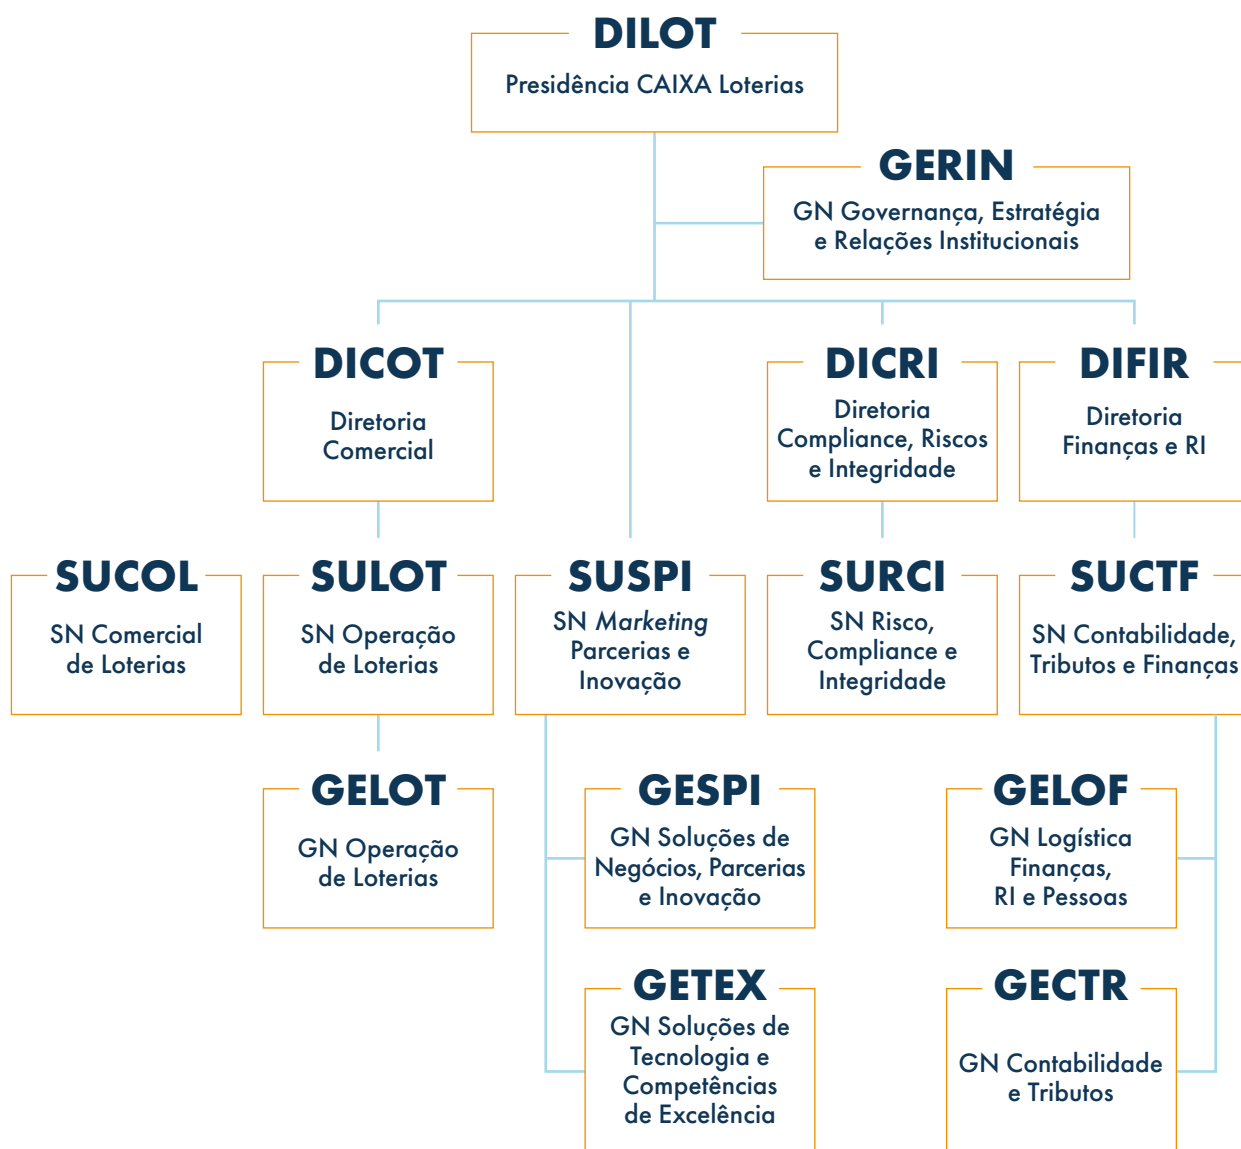 DILOT
Presidência CAIXA Loterias
GERIN
GN Governança, Estratégia
e Relações Institucionais
DICOT
Diretoria
Comercial
DICRI
Diretoria
Compliance, Riscos
e Integridade
DIFIR
Diretoria
Finanças e RI
SUCOL
SN Comercial
de Loterias
SULOT
SN Operação
de Loterias
SUSPI
SN Marketing
Parcerias e
Inovação
SURCI
SN Risco,
Compliance e
Integridade
SUCTF
SN Contabilidade,
Tributos e Finanças
GELOT
GN Operação
de Loterias
GESPI
GN Soluções de
Negócios, Parcerias
e Inovação
GELOF
GN Logística
Finanças,
RI e Pessoas
GETEX
GN Soluções de
Tecnologia e
Competências
de Excelência
GECTR
GN Contabilidade
e Tributos